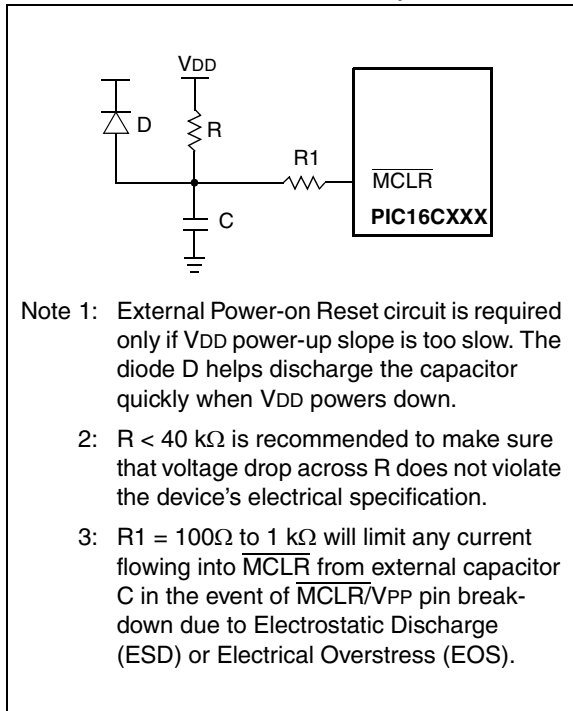 VDD
D
R
R1
MCLR
C
PIC16CXXX
Note 1: External Power-on Reset circuit is required
only if VDD power-up slope is too slow. The
diode D helps discharge the capacitor
quickly when VDD powers down.
2: R < 40 kΩ is recommended to make sure
that voltage drop across R does not violate
the device's electrical specification.
3: R1 = 100Ω to 1 kΩ will limit any current
flowing into MCLR from external capacitor
C in the event of MCLR/VPP pin break-
down due to Electrostatic Discharge
(ESD) or Electrical Overstress (EOS).